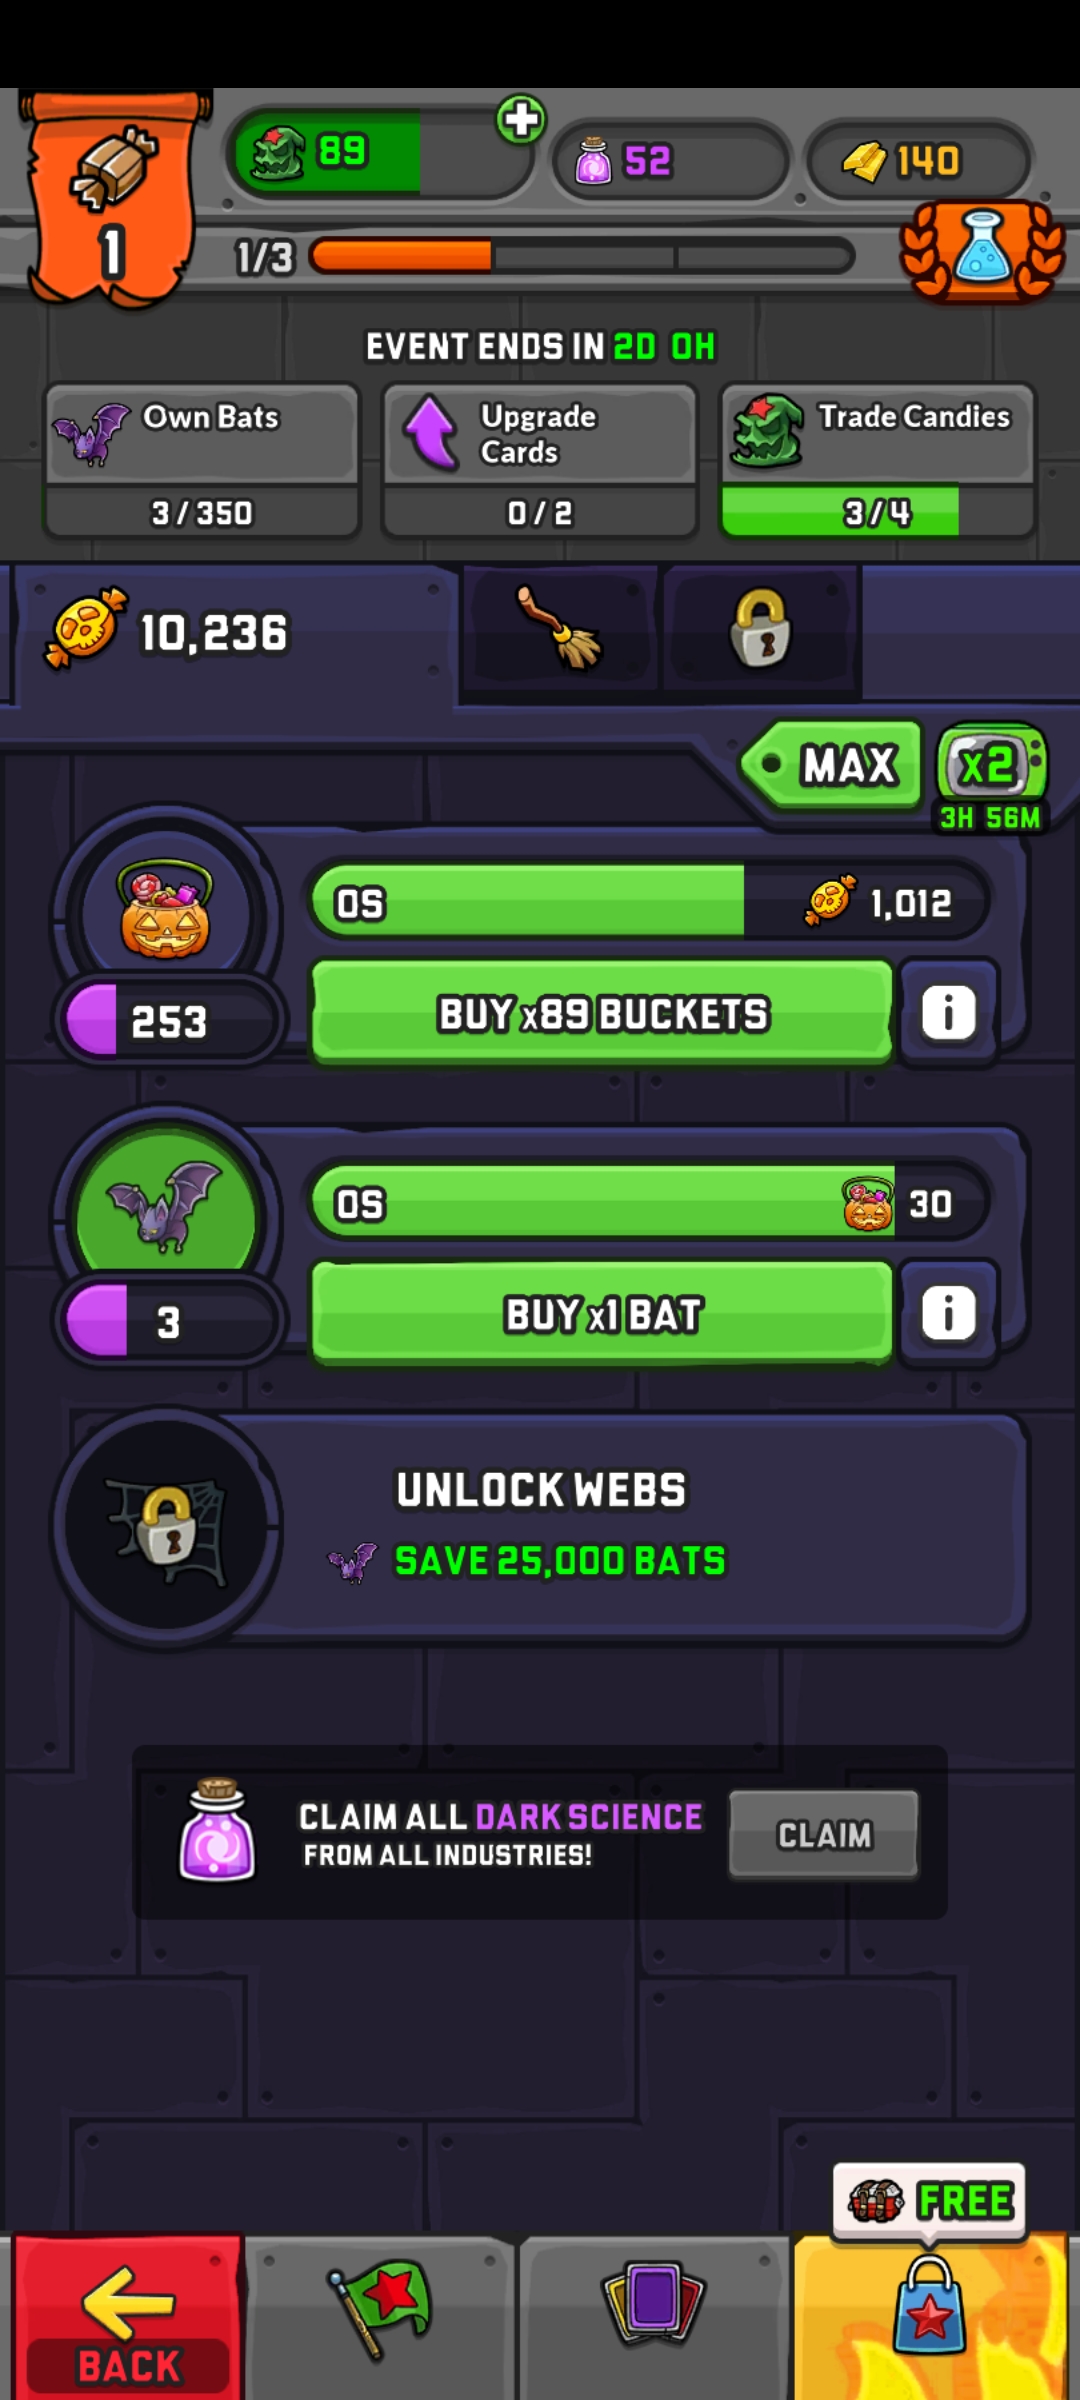 89
52
140
1
1/3
EVENT ENDS IN 2D 0H
Own Bats
3 / 350
Upgrade
Cards
0 / 2
Trade Candies
3 / 4
10,236
MAX
x2
3H 56M
0S
1,012
253
BUY x89 BUCKETS
i
0S
30
3
BUY x1 BAT
i
UNLOCK WEBS
SAVE 25,000 BATS
CLAIM ALL DARK SCIENCE
FROM ALL INDUSTRIES!
CLAIM
FREE
BACK